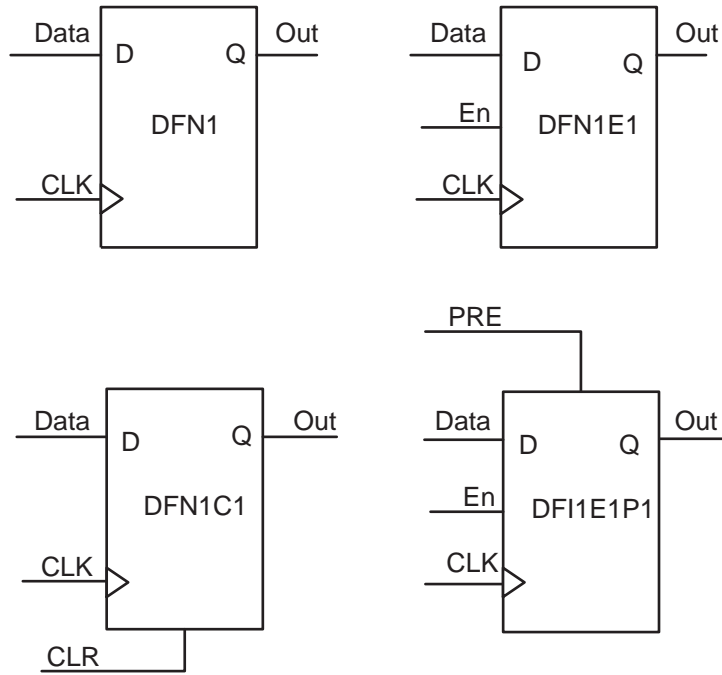 Data
D
Q
Out
DFN1
CLK
Data
D
Q
Out
En
DFN1E1
CLK
Data
D
Q
Out
DFN1C1
CLK
CLR
PRE
Data
D
Q
Out
En
DFI1E1P1
CLK